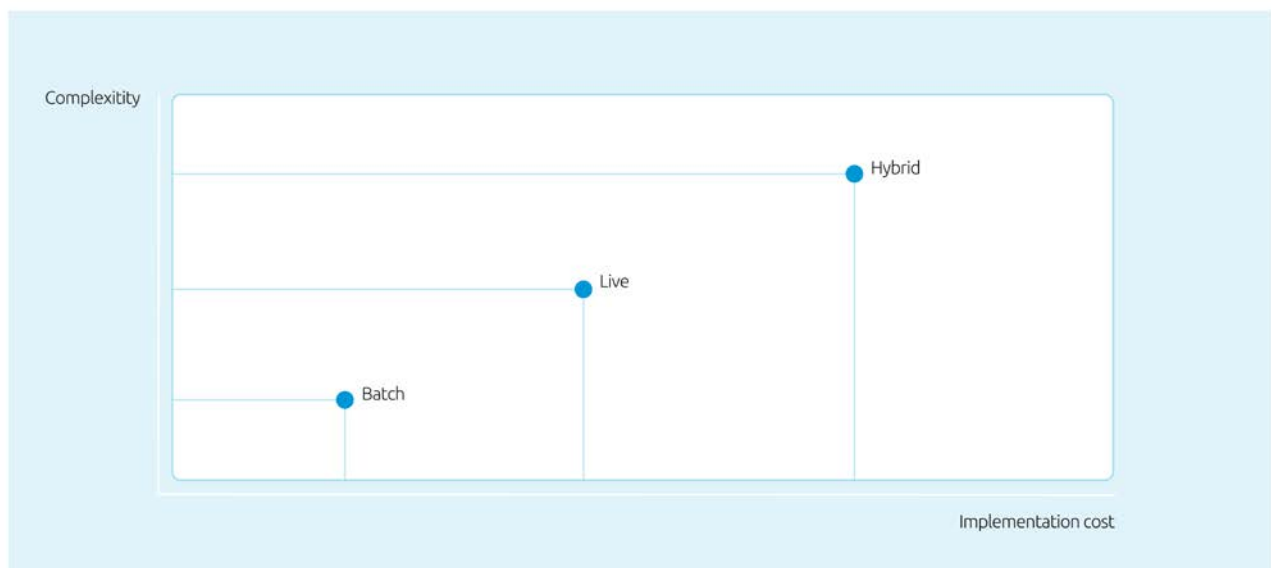 Complexitity
Hybrid
Live
Batch
Implementation cost